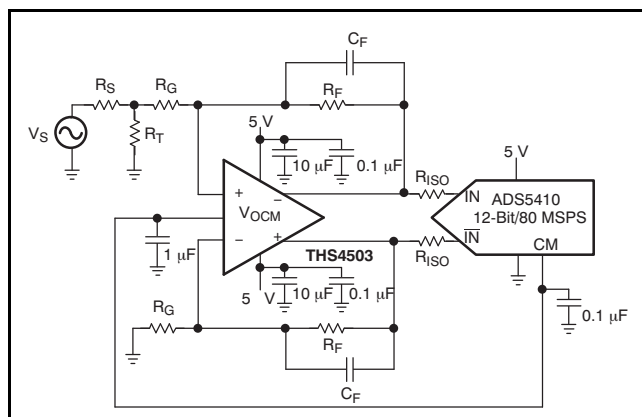 C_F
R_S
R_G
R_F
V_S
R_T
5 V
10 µF
0.1 µF
R_ISO
5 V
IN
ADS5410
12-Bit/80 MSPS
IN
CM
+
−
V_OCM
−
+
THS4503
1 µF
R_ISO
5 V
10 µF
0.1 µF
0.1 µF
R_G
R_F
C_F